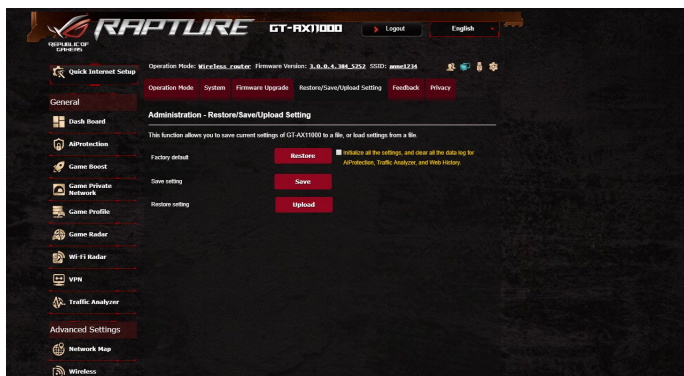 REPUBLIC OF
GAMERS
RAPTURE
GT-AX11000
Logout
English
Quick Internet Setup
Operation Mode: Wireless router Firmware Version: 3.0.0.4.384_5252 SSID: anne1234
Operation Mode System Firmware Upgrade Restore/Save/Upload Setting Feedback Privacy
General
Administration - Restore/Save/Upload Setting
Dash Board
This function allows you to save current settings of GT-AX11000 to a file, or load settings from a file.
AiProtection
Factory default
Restore
Initialize all the settings, and clear all the data log for
AiProtection, Traffic Analyzer, and Web History.
Game Boost
Save setting
Save
Game Private
Network
Restore setting
Upload
Game Profile
Game Radar
Wi-Fi Radar
VPN
Traffic Analyzer
Advanced Settings
Network Map
Wireless